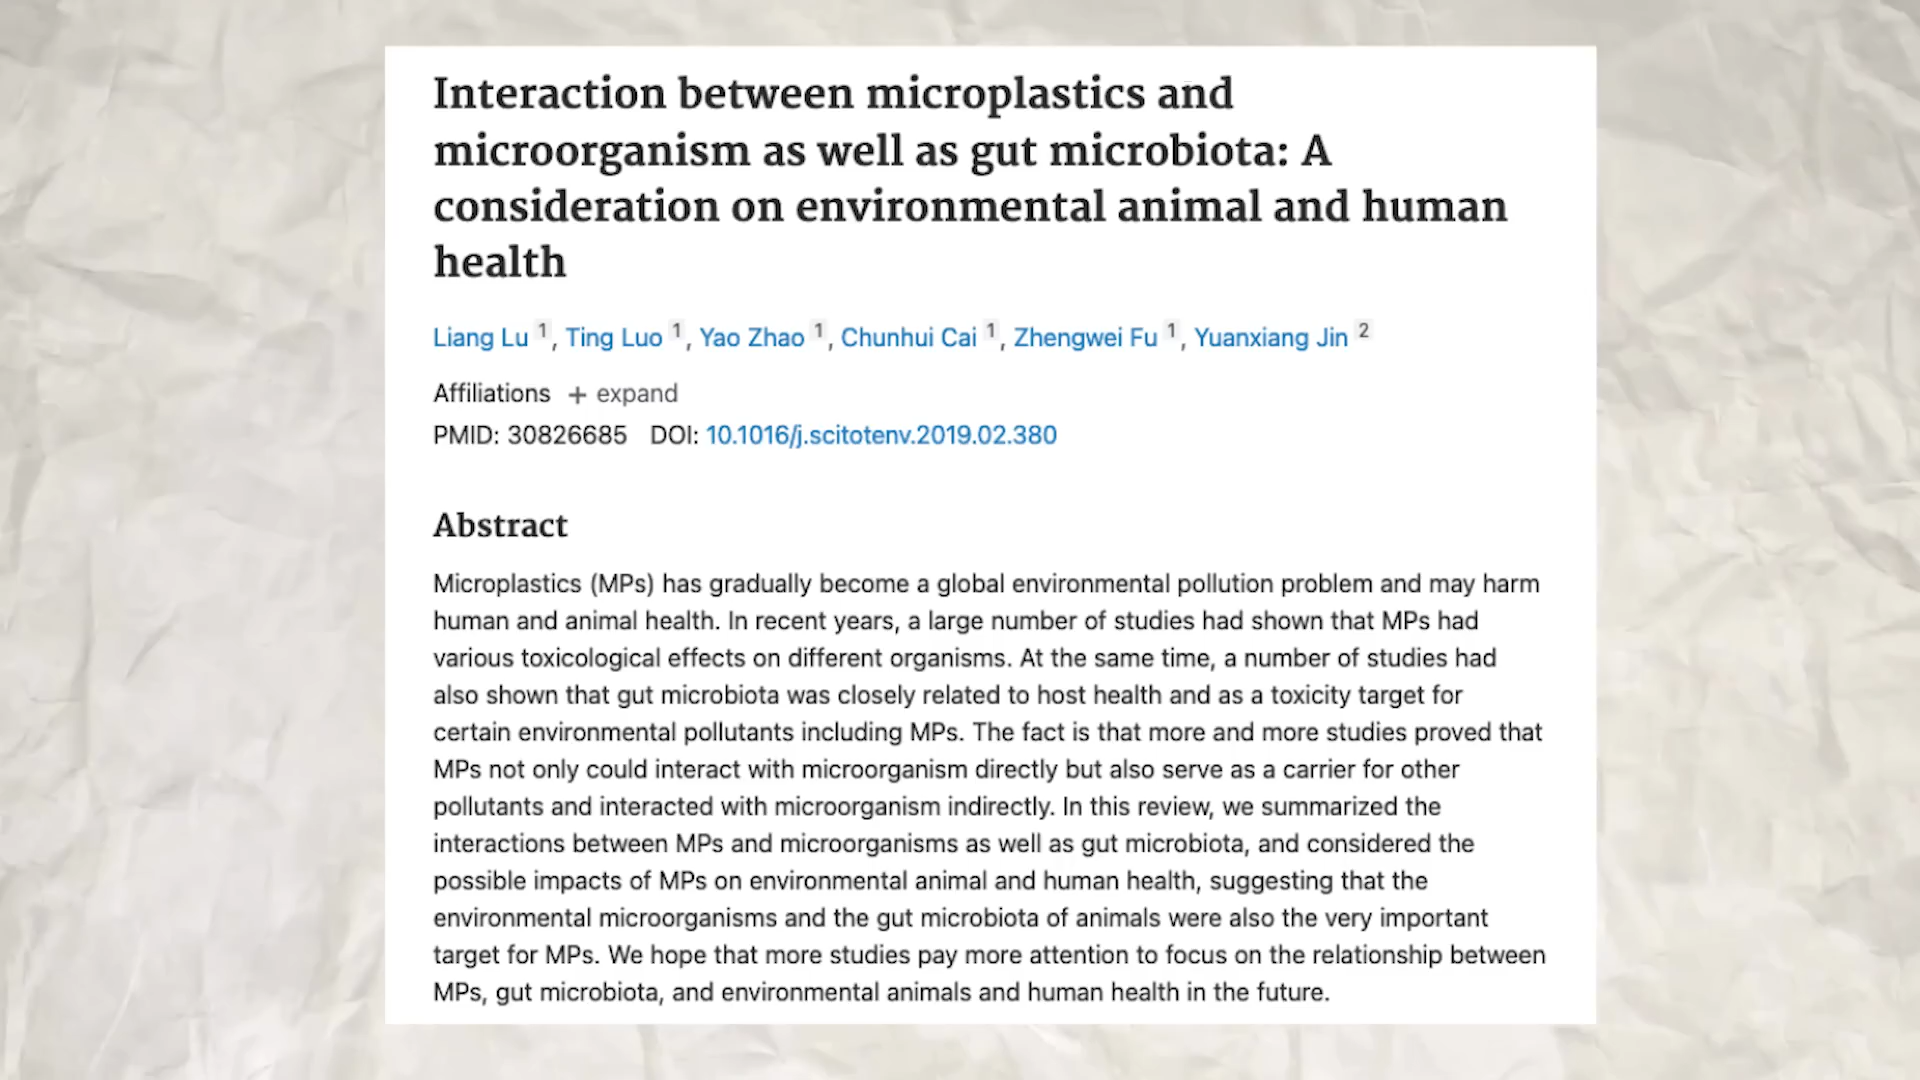 Interaction between microplastics and
microorganism as well as gut microbiota: A
consideration on environmental animal and human
health
Liang Lu 1, Ting Luo 1, Yao Zhao 1, Chunhui Cai 1, Zhengwei Fu 1, Yuanxiang Jin 2
Affiliations + expand
PMID: 30826685 DOI: 10.1016/j.scitotenv.2019.02.380
Abstract
Microplastics (MPs) has gradually become a global environmental pollution problem and may harm
human and animal health. In recent years, a large number of studies had shown that MPs had
various toxicological effects on different organisms. At the same time, a number of studies had
also shown that gut microbiota was closely related to host health and as a toxicity target for
certain environmental pollutants including MPs. The fact is that more and more studies proved that
MPs not only could interact with microorganism directly but also serve as a carrier for other
pollutants and interacted with microorganism indirectly. In this review, we summarized the
interactions between MPs and microorganisms as well as gut microbiota, and considered the
possible impacts of MPs on environmental animal and human health, suggesting that the
environmental microorganisms and the gut microbiota of animals were also the very important
target for MPs. We hope that more studies pay more attention to focus on the relationship between
MPs, gut microbiota, and environmental animals and human health in the future.